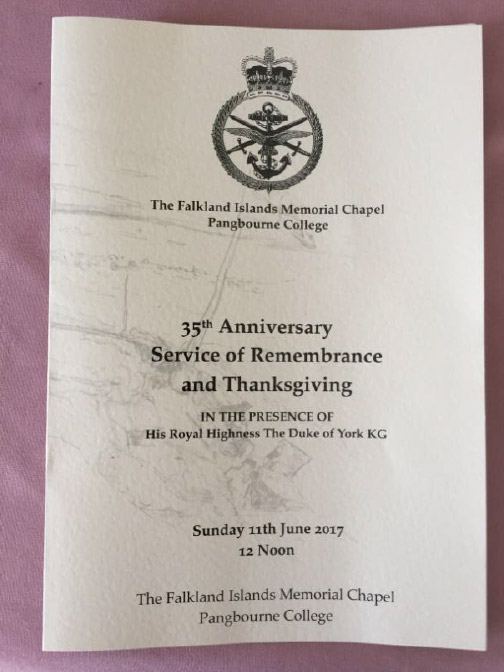 The Falkland Islands Memorial Chapel
Pangbourne College
35th Anniversary
Service of Remembrance
and Thanksgiving
IN THE PRESENCE OF
His Royal Highness The Duke of York KG
Sunday 11th June 2017
12 Noon
The Falkland Islands Memorial Chapel
Pangbourne College